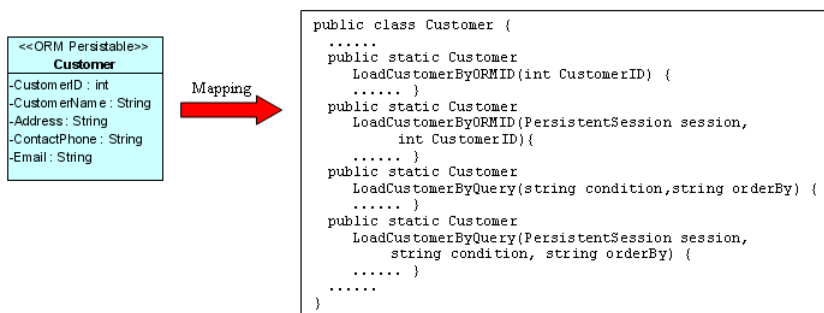 <<ORM Persistable>>
Customer
-CustomerID : int
-CustomerName : String
-Address : String
-ContactPhone : String
-Email : String
Mapping
public class Customer {
......
public static Customer
LoadCustomerByORMID(int CustomerID) {
...... }
public static Customer
LoadCustomerByORMID(PersistentSession session,
int CustomerID){
...... }
public static Customer
LoadCustomerByQuery(string condition,string orderBy) {
...... }
public static Customer
LoadCustomerByQuery(PersistentSession session,
string condition, string orderBy) {
...... }
......
}